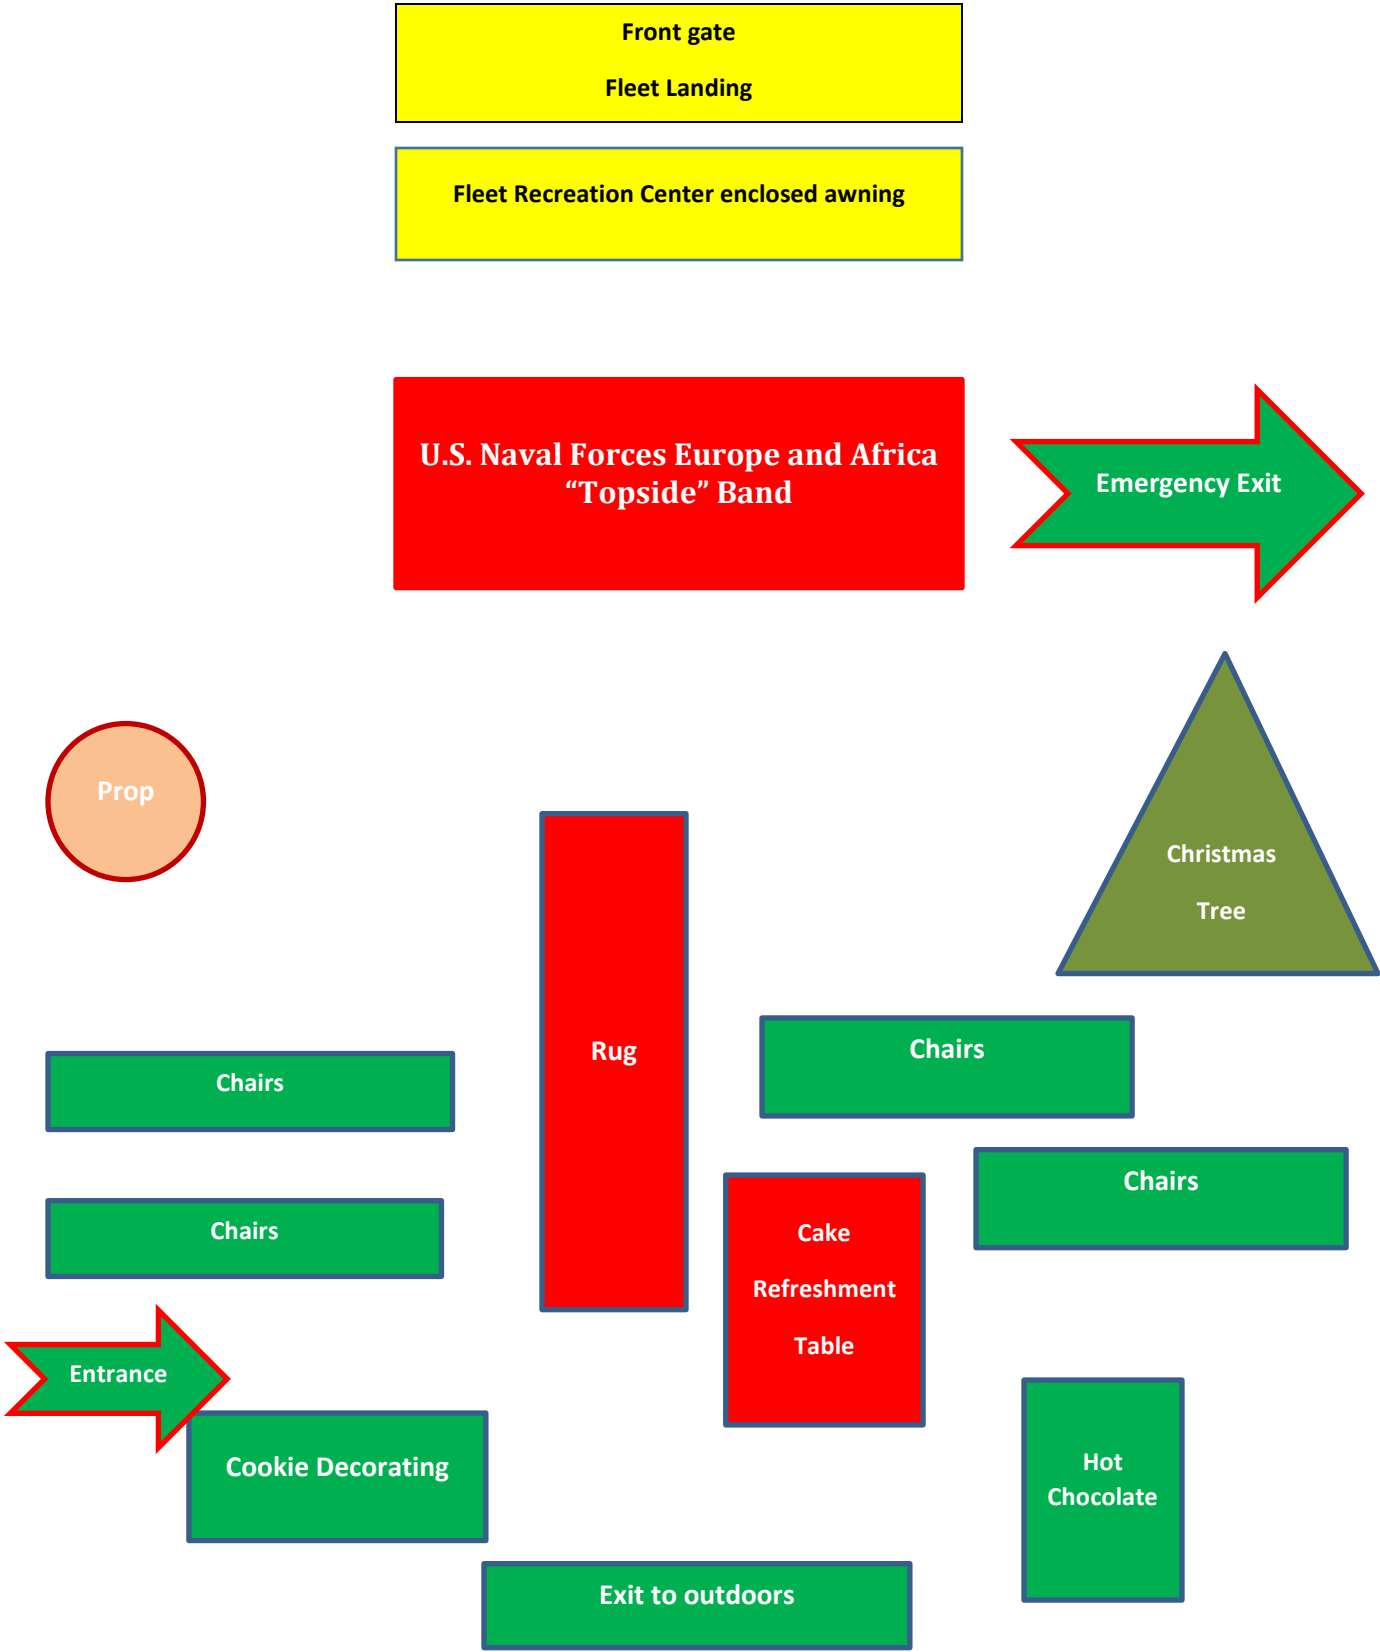 Front gate
Fleet Landing
Fleet Recreation Center enclosed awning
U.S. Naval Forces Europe and Africa
“Topside” Band
Emergency Exit
Prop
Christmas
Tree
Rug
Chairs
Chairs
Chairs
Chairs
Cake
Refreshment
Table
Entrance
Cookie Decorating
Hot
Chocolate
Exit to outdoors